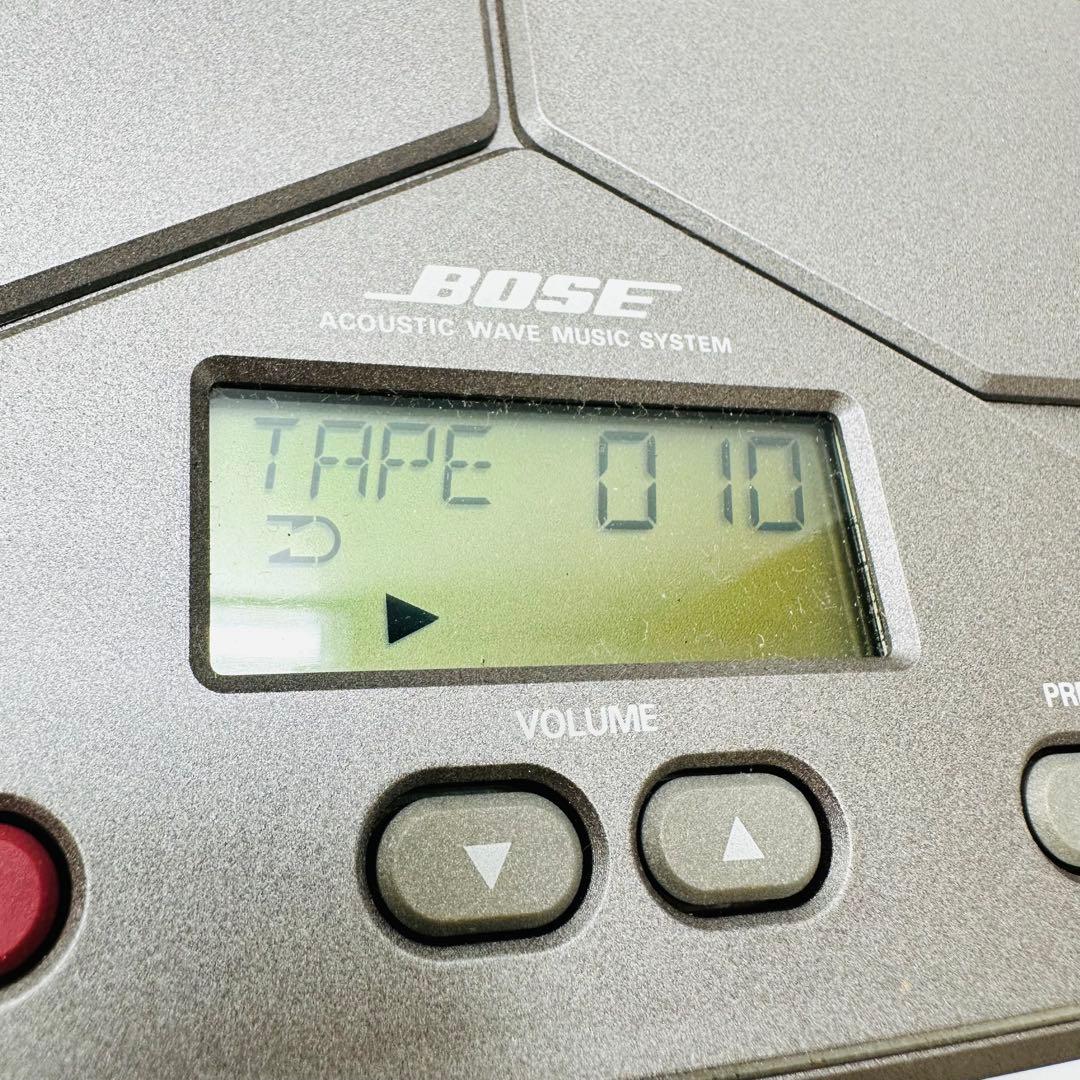 BOSE
ACOUSTIC WAVE MUSIC SYSTEM
TAPE 010
VOLUME